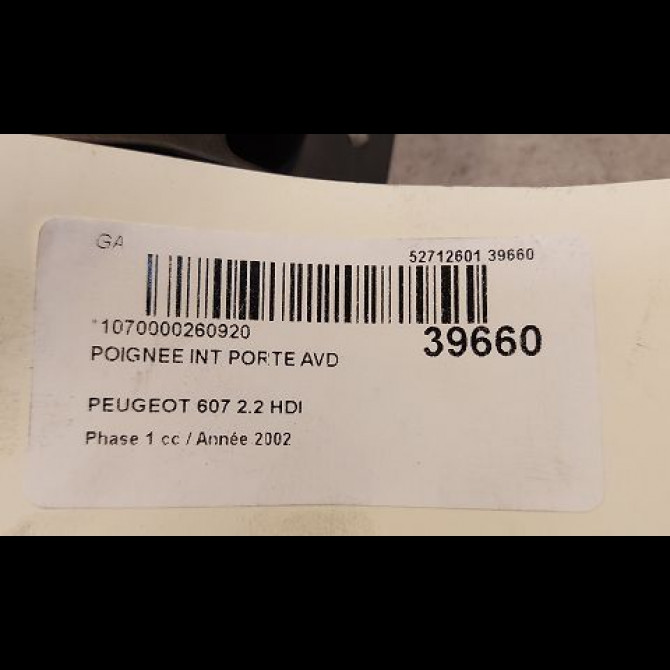 GA
52712601 39660
*1070000260920
39660
POIGNEE INT PORTE AVD
PEUGEOT 607 2.2 HDI
Phase 1 cc / Année 2002